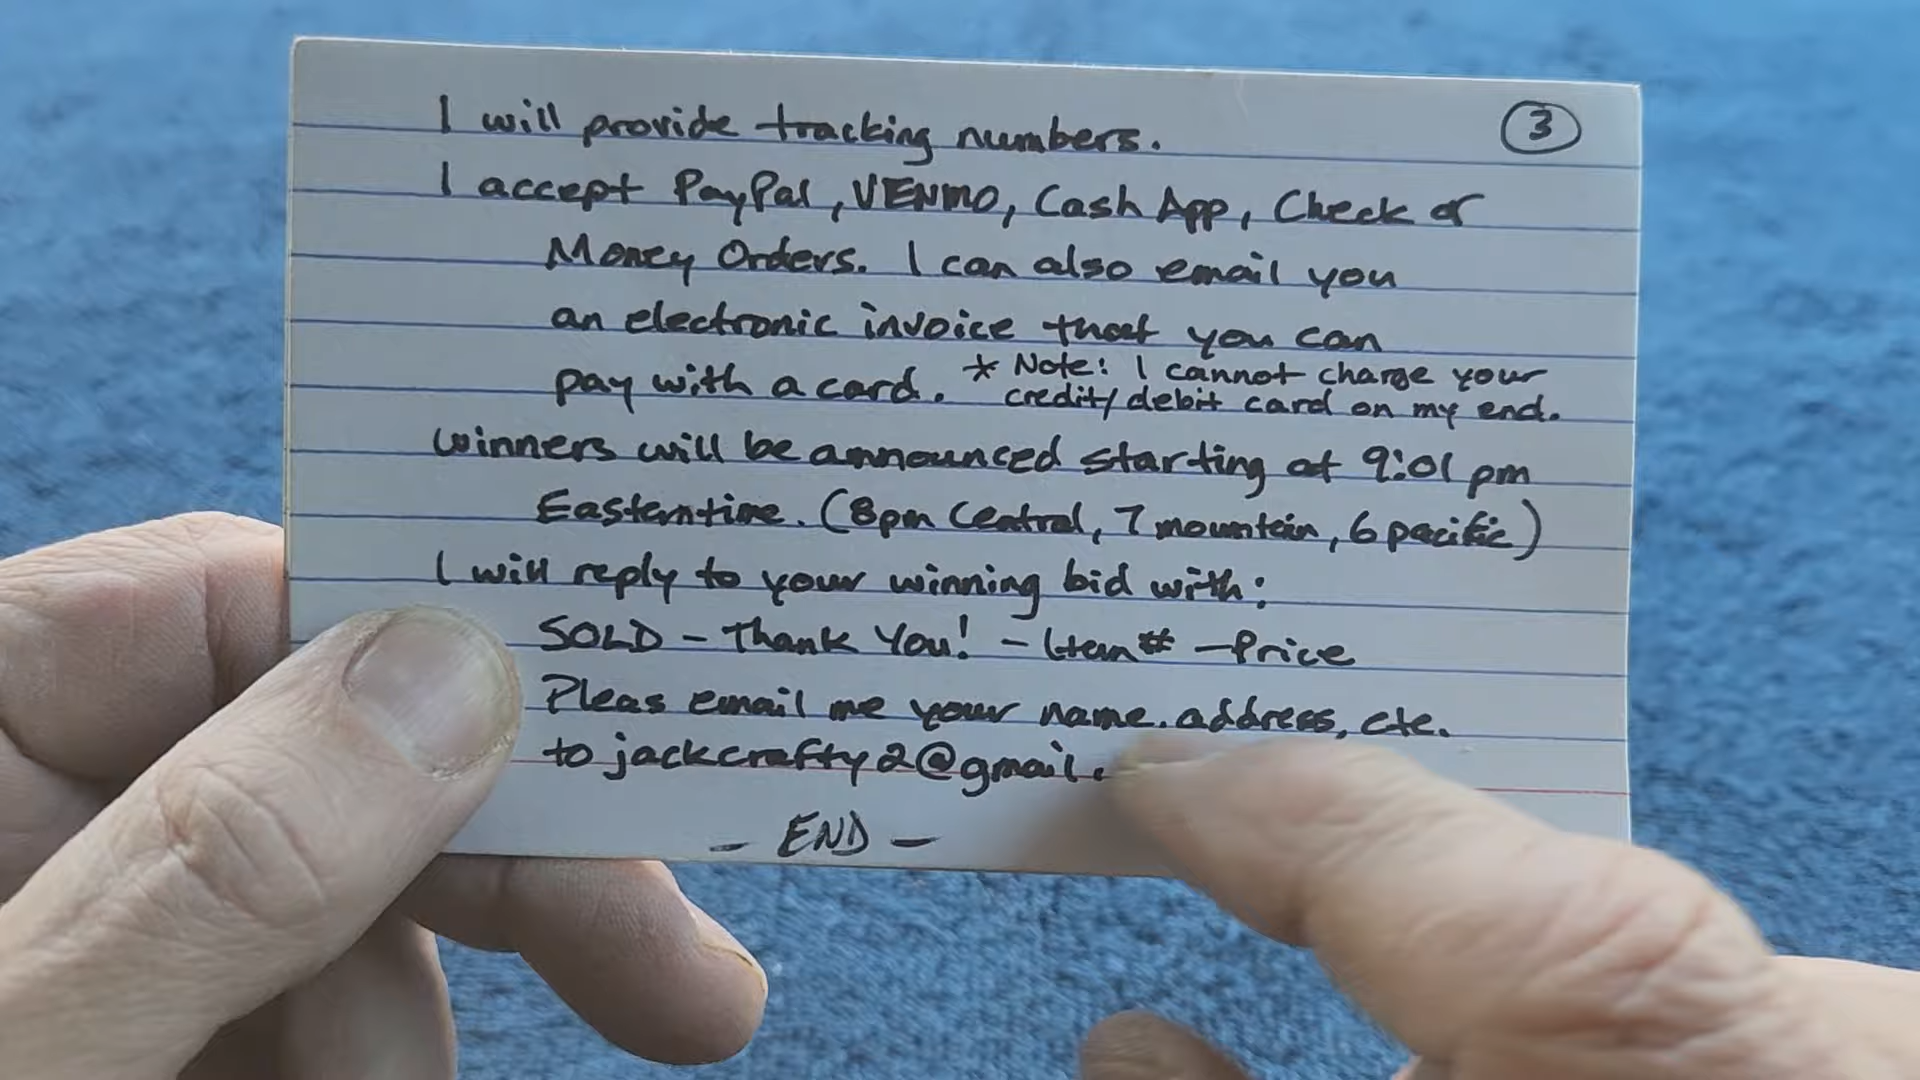 3
I will provide tracking numbers.
I accept PayPal, VENMO, Cash App, Check or
Money Orders. I can also email you
an electronic invoice that you can
pay with a card. * Note: I cannot charge your
credit/debit card on my end.
Winners will be announced starting at 9:01 pm
Eastern time. (8pm Central, 7 mountain, 6 pacific)
I will reply to your winning bid with:
SOLD - Thank You! - Item # - Price
Pleas email me your name, address, etc.
to jackcrafty2@gmail.
- END -